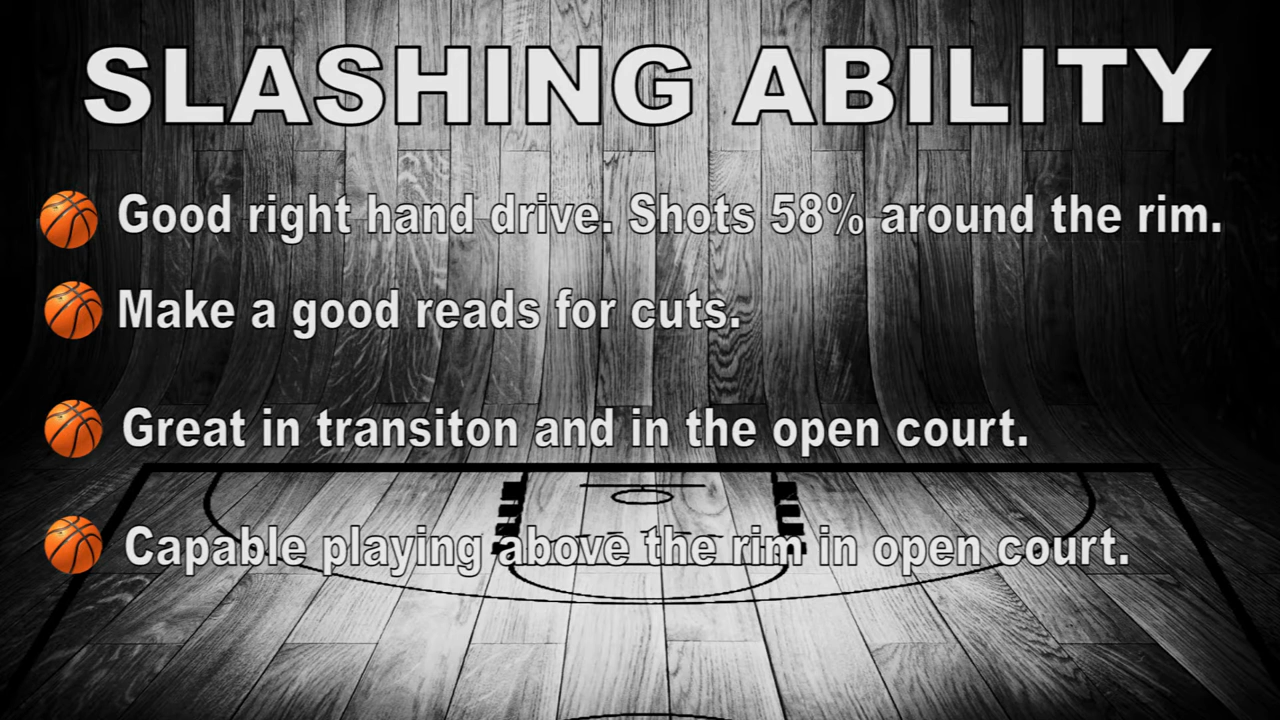 SLASHING ABILITY
Good right hand drive. Shots 58% around the rim.
Make a good reads for cuts.
Great in transiton and in the open court.
Capable playing above the rim in open court.